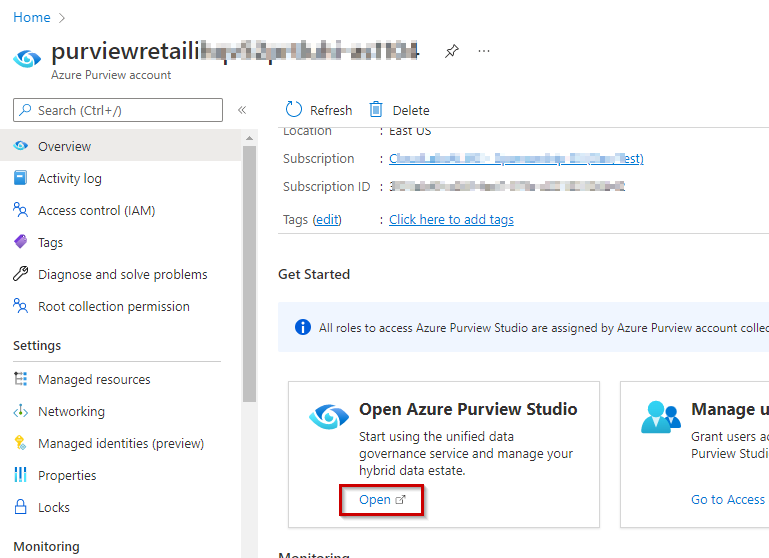 Home
purviewretaili
Azure Purview account
Search (Ctrl+/)
Overview
Activity log
Access control (IAM)
Tags
Diagnose and solve problems
Root collection permission
Settings
Managed resources
Networking
Managed identities (preview)
Properties
Locks
Monitoring
Refresh
Delete
Location : East US
Subscription :
Subscription ID :
Tags (edit) : Click here to add tags
Get Started
All roles to access Azure Purview Studio are assigned by Azure Purview account collec
Open Azure Purview Studio
Start using the unified data
governance service and manage your
hybrid data estate.
Open
Manage u
Grant users a
Purview Studi
Go to Access
Monitoring